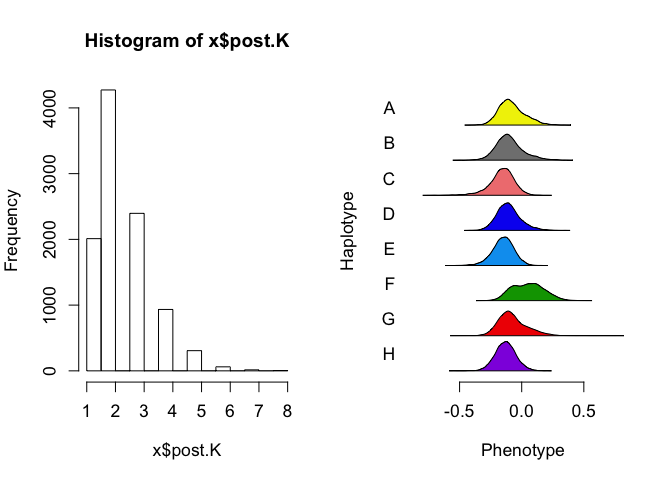 Histogram of x$post.K
Frequency
4000
3000
2000
1000
0
1 2 3 4 5 6 7 8
x$post.K
Haplotype
A
B
C
D
E
F
G
H
-0.5 0.0 0.5
Phenotype